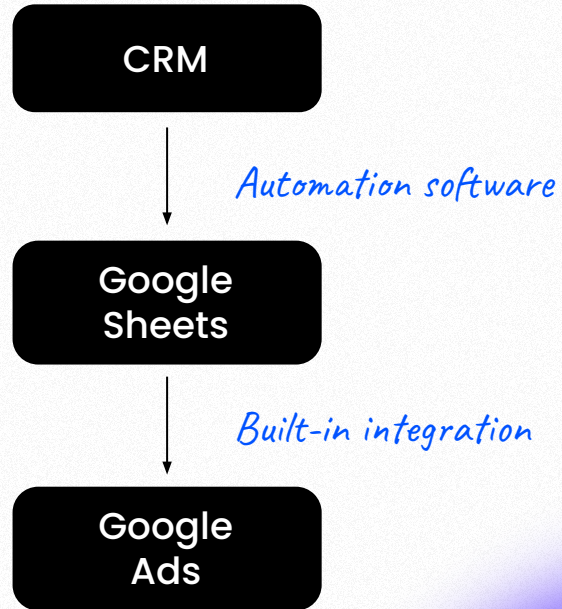 CRM
Automation software
Google
Sheets
Built-in integration
Google
Ads